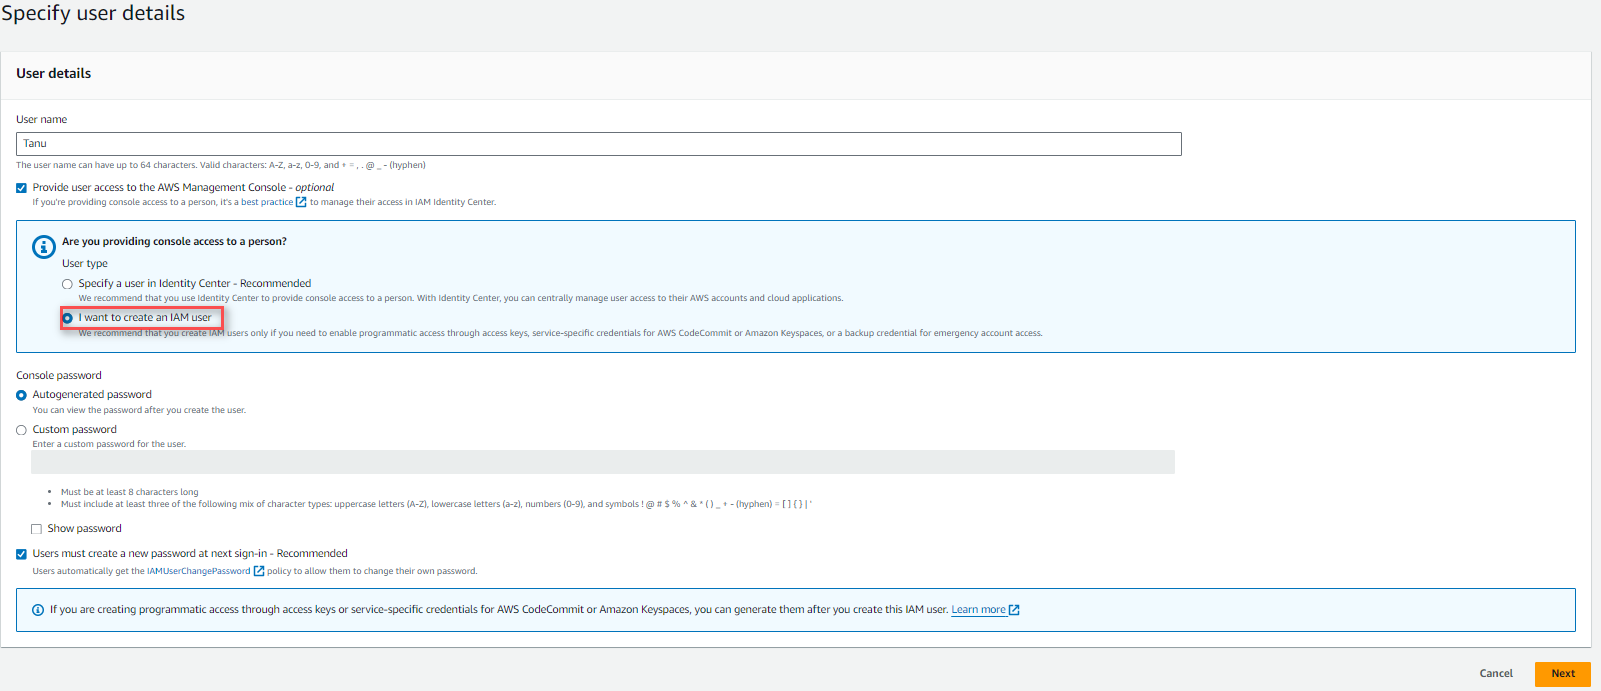 Specify user details
User details
User name
Tanu
The user name can have up to 64 characters. Valid characters: A-Z, a-z, 0-9, and + = , . @ _ - (hyphen)
Provide user access to the AWS Management Console - optional
If you're providing console access to a person, it's a best practice to manage their access in IAM Identity Center.
Are you providing console access to a person?
User type
Specify a user in Identity Center - Recommended
We recommend that you use Identity Center to provide console access to a person. With Identity Center, you can centrally manage user access to their AWS accounts and cloud applications.
I want to create an IAM user
We recommend that you create IAM users only if you need to enable programmatic access through access keys, service-specific credentials for AWS CodeCommit or Amazon Keyspaces, or a backup credential for emergency account access.
Console password
Autogenerated password
You can view the password after you create the user.
Custom password
Enter a custom password for the user.
• Must be at least 8 characters long
• Must include at least three of the following mix of character types: uppercase letters (A-Z), lowercase letters (a-z), numbers (0-9), and symbols ! @ # $ % ^ & * ( ) _ + - (hyphen) = [ ] { } | '
Show password
Users must create a new password at next sign-in - Recommended
Users automatically get the IAMUserChangePassword policy to allow them to change their own password.
If you are creating programmatic access through access keys or service-specific credentials for AWS CodeCommit or Amazon Keyspaces, you can generate them after you create this IAM user. Learn more
Cancel
Next